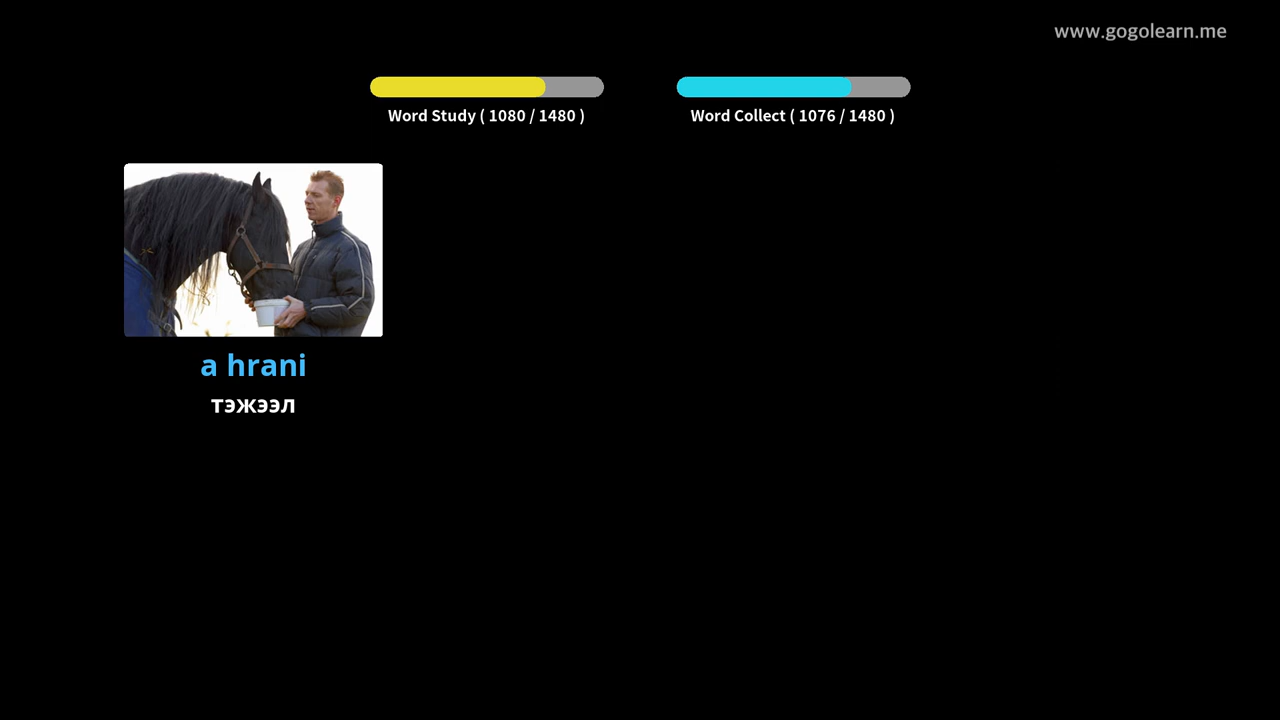 www.gogolearn.me
Word Study ( 1080 / 1480 )
Word Collect ( 1076 / 1480 )
a hrani
тэжээл